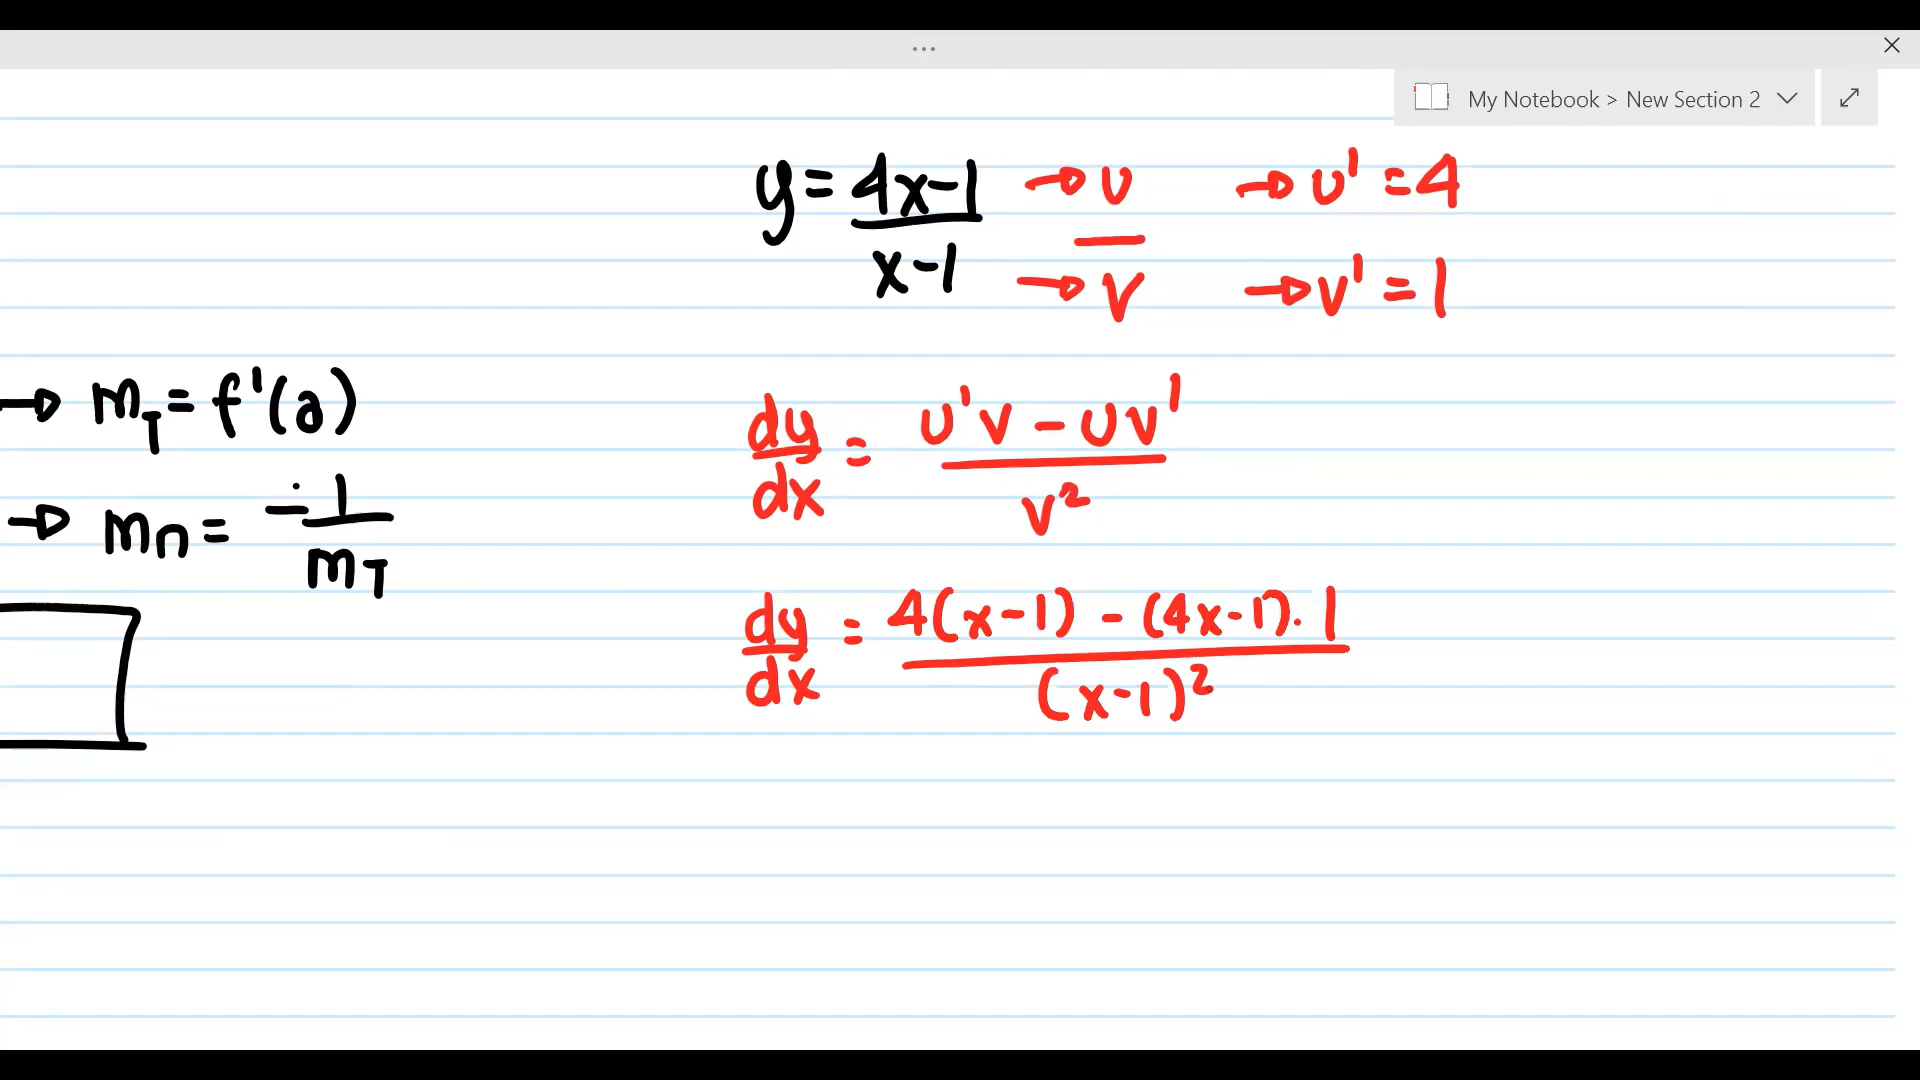 My Notebook > New Section 2
y = 4x-1 → u → u' = 4
x-1 → v → v' = 1
→ m_T = f'(a)
→ m_n = -1/m_T
dy/dx = u'v - uv' / v²
dy/dx = 4(x-1) - (4x-1)·1 / (x-1)²